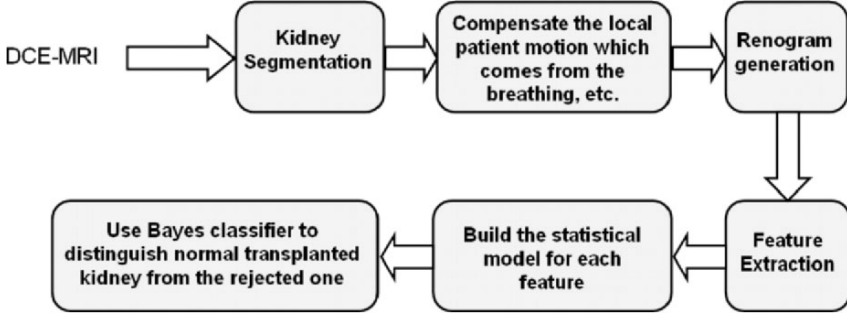 DCE-MRI
Kidney
Segmentation
Compensate the local
patient motion which
comes from the
breathing, etc.
Renogram
generation
Feature
Extraction
Build the statistical
model for each
feature
Use Bayes classifier to
distinguish normal transplanted
kidney from the rejected one